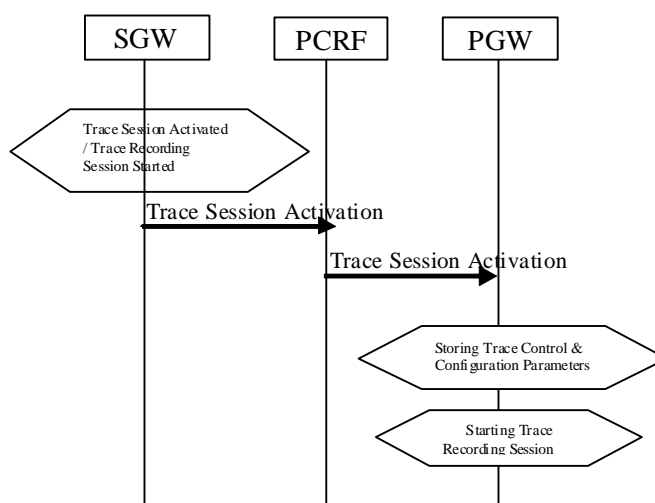 SGW
PCRF
PGW
Trace Session Activated
/ Trace Recording
Session Started
Trace Session Activation
Trace Session Activation
Storing Trace Control &
Configuration Parameters
Starting Trace
Recording Session